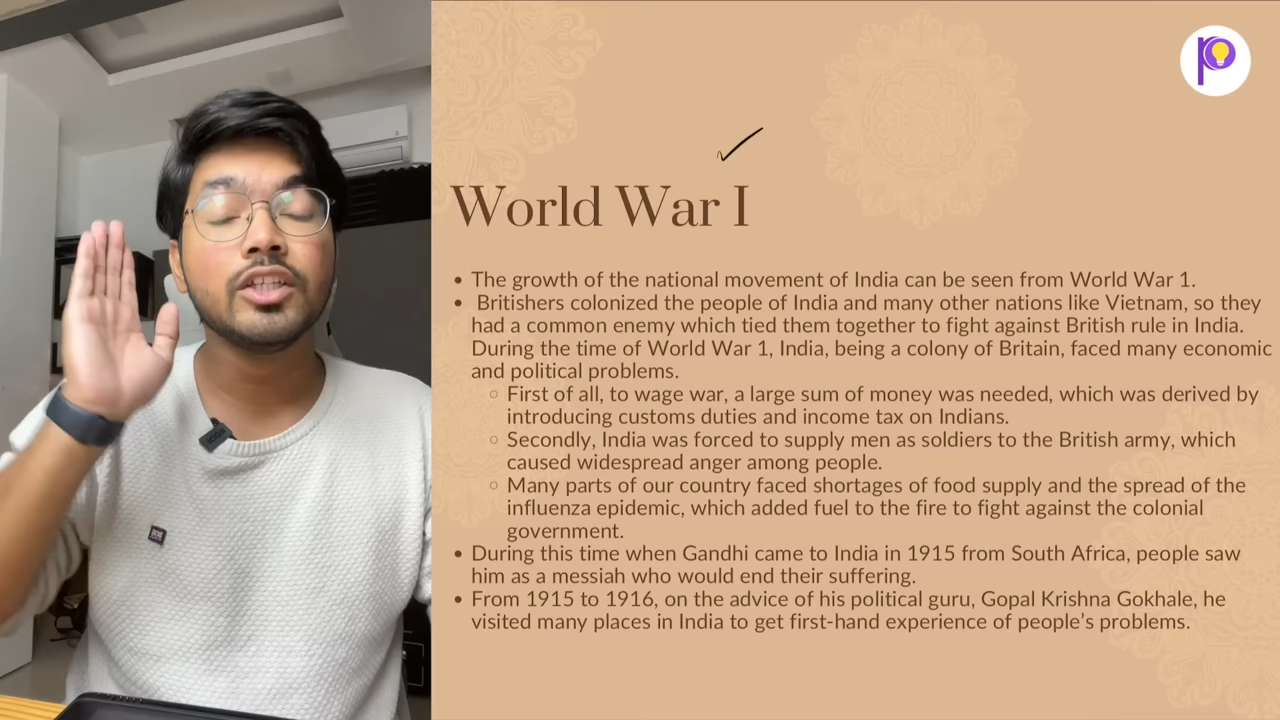 World War I
• The growth of the national movement of India can be seen from World War 1.
• Britishers colonized the people of India and many other nations like Vietnam, so they
had a common enemy which tied them together to fight against British rule in India.
During the time of World War 1, India, being a colony of Britain, faced many economic
and political problems.
○ First of all, to wage war, a large sum of money was needed, which was derived by
introducing customs duties and income tax on Indians.
○ Secondly, India was forced to supply men as soldiers to the British army, which
caused widespread anger among people.
○ Many parts of our country faced shortages of food supply and the spread of the
influenza epidemic, which added fuel to the fire to fight against the colonial
government.
• During this time when Gandhi came to India in 1915 from South Africa, people saw
him as a messiah who would end their suffering.
• From 1915 to 1916, on the advice of his political guru, Gopal Krishna Gokhale, he
visited many places in India to get first-hand experience of people's problems.